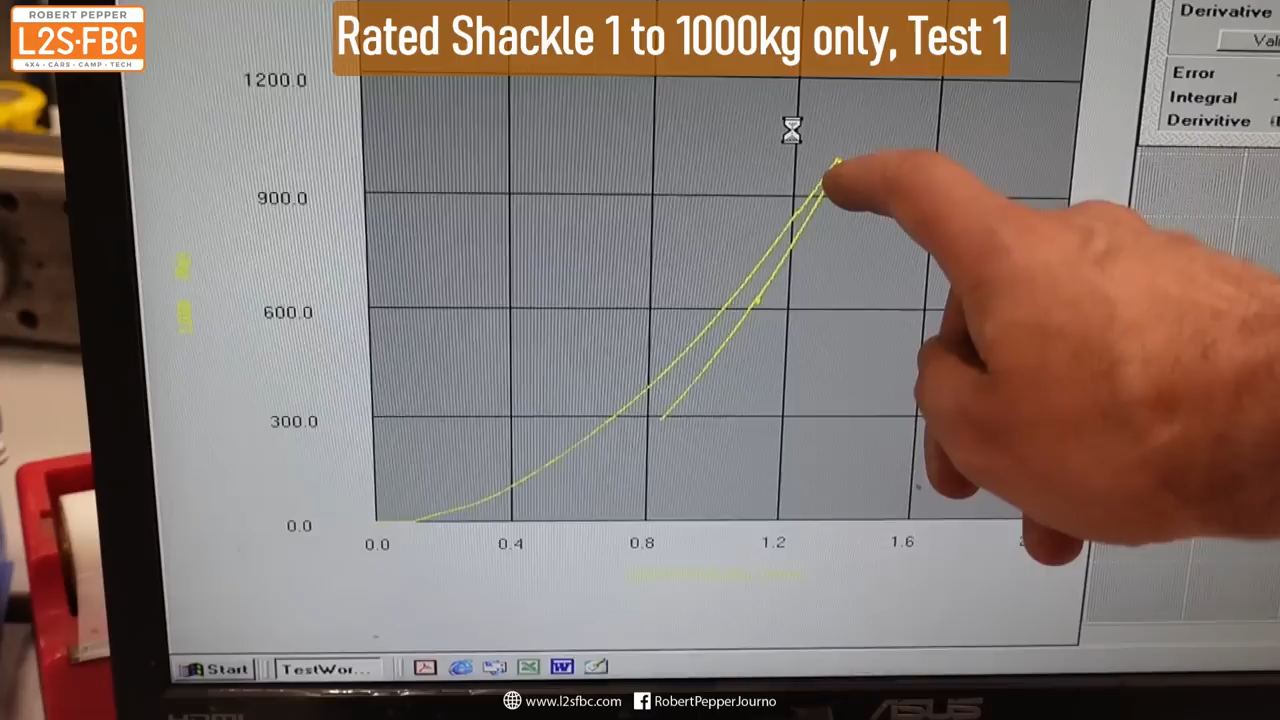 ROBERT PEPPER
L2S·FBC
4X4 • CARS • CAMP • TECH
Rated Shackle 1 to 1000kg only, Test 1
Derivative
Error
Integral
Derivitive
1200.0
900.0
600.0
300.0
0.0
0.0 0.4 0.8 1.2 1.6
Start TestWor...
www.l2sfbc.com RobertPepperJourno
HDMI
ASUS